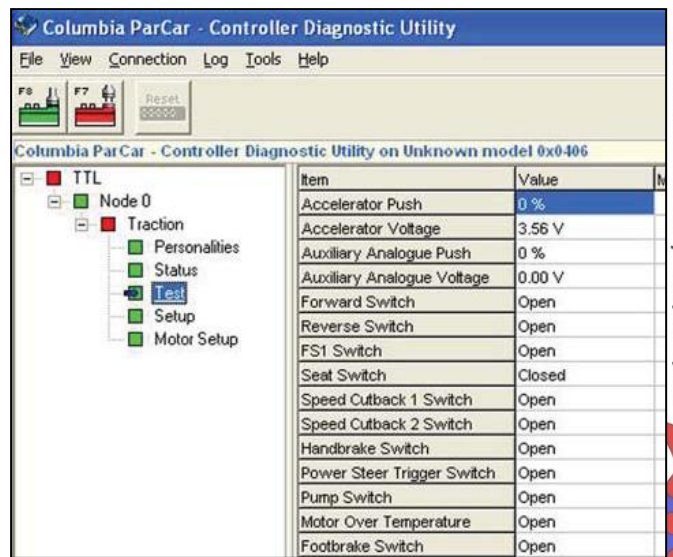 Columbia ParCar - Controller Diagnostic Utility
File View Connection Log Tools Help
F8 F7 Reset
Columbia ParCar - Controller Diagnostic Utility on Unknown model 0x0406
TTL
Node 0
Traction
Personalities
Status
Test
Setup
Motor Setup
Item Value M
Accelerator Push 0 %
Accelerator Voltage 3.56 V
Auxiliary Analogue Push 0 %
Auxiliary Analogue Voltage 0.00 V
Forward Switch Open
Reverse Switch Open
FS1 Switch Open
Seat Switch Closed
Speed Cutback 1 Switch Open
Speed Cutback 2 Switch Open
Handbrake Switch Open
Power Steer Trigger Switch Open
Pump Switch Open
Motor Over Temperature Open
Footbrake Switch Open